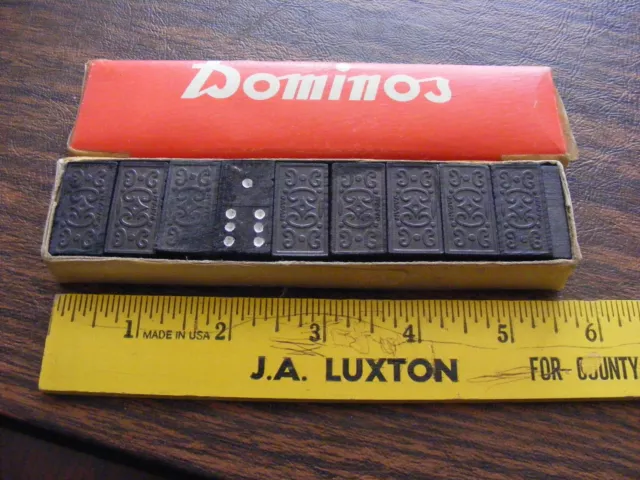 Dominos
1 MADE IN USA 2 3 4 5 6
J.A. LUXTON FOR COUNTY